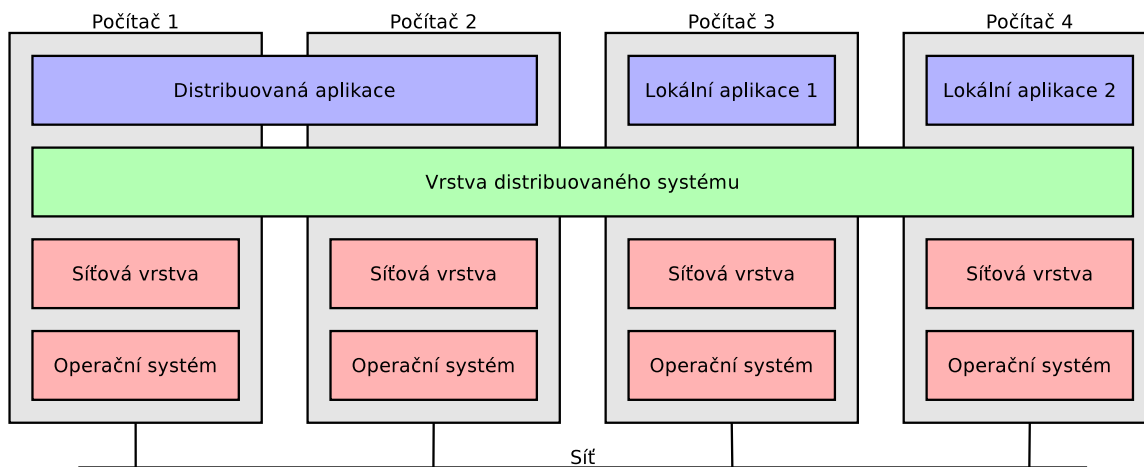 Počítač 1
Počítač 2
Počítač 3
Počítač 4
Distribuovaná aplikace
Lokální aplikace 1
Lokální aplikace 2
Vrstva distribuovaného systému
Síťová vrstva
Síťová vrstva
Síťová vrstva
Síťová vrstva
Operační systém
Operační systém
Operační systém
Operační systém
Síť